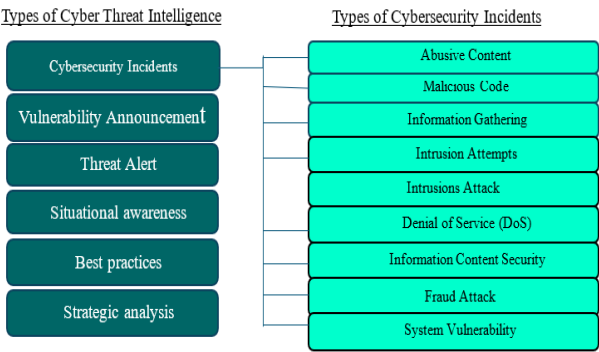 Types of Cyber Threat Intelligence
Cybersecurity Incidents
Vulnerability Announcement
Threat Alert
Situational awareness
Best practices
Strategic analysis
Types of Cybersecurity Incidents
Abusive Content
Malicious Code
Information Gathering
Intrusion Attempts
Intrusions Attack
Denial of Service (DoS)
Information Content Security
Fraud Attack
System Vulnerability